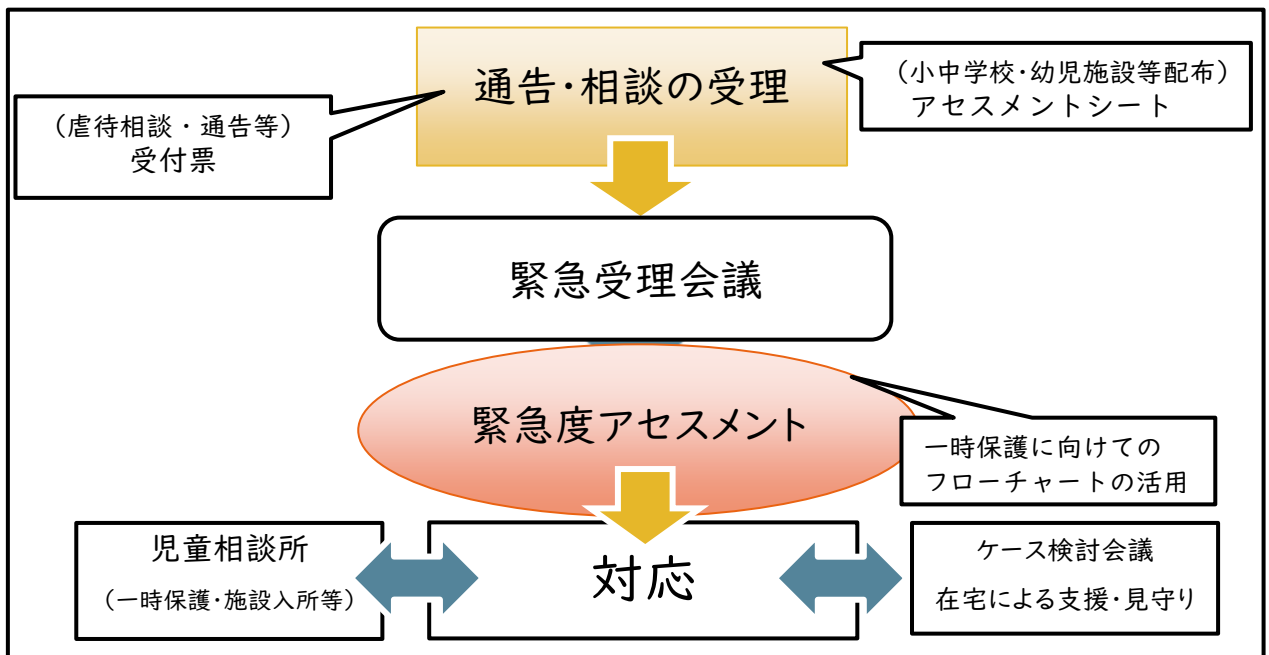 通告・相談の受理
(小中学校・幼児施設等配布)
アセスメントシート
(虐待相談・通告等)
受付票
緊急受理会議
緊急度アセスメント
一時保護に向けての
フローチャートの活用
児童相談所
(一時保護・施設入所等)
対応
ケース検討会議
在宅による支援・見守り